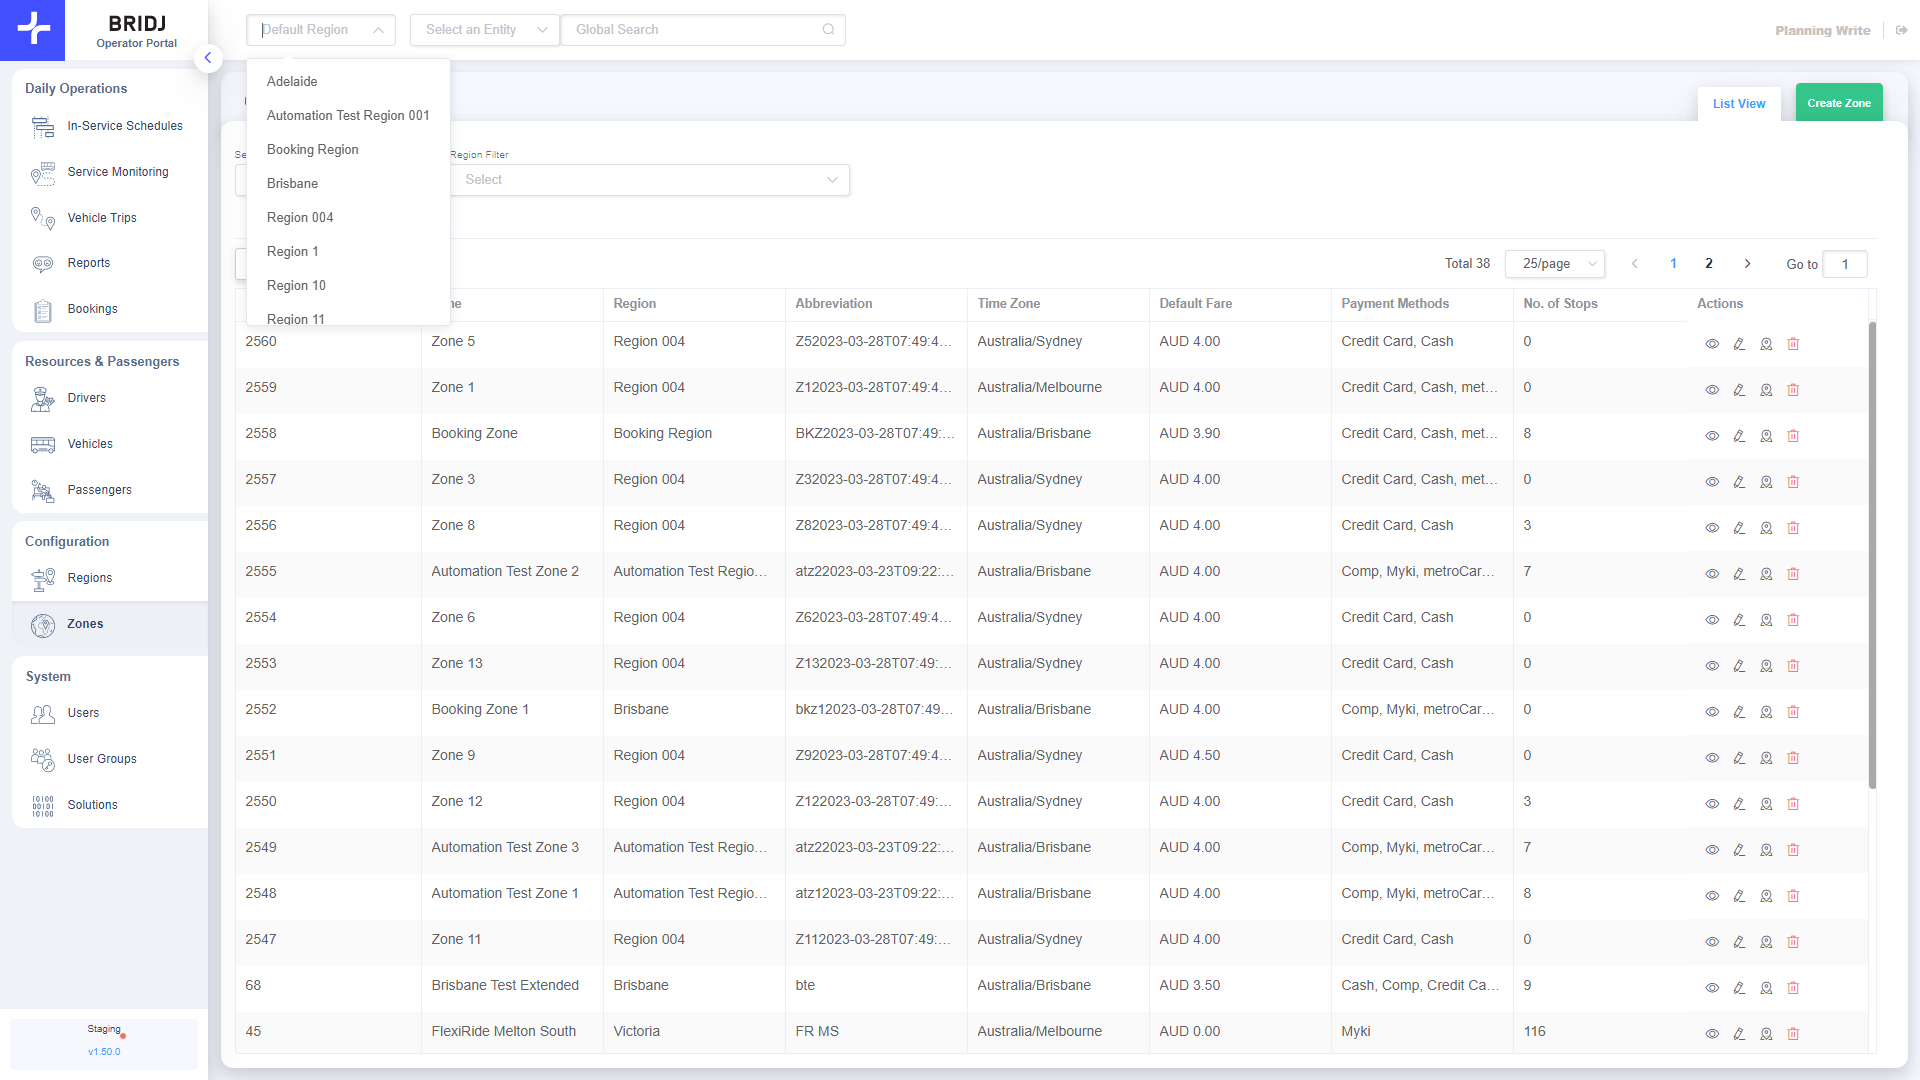 BRIDJ
Operator Portal
Default Region
Select an Entity
Global Search
Planning Write
Daily Operations
In-Service Schedules
Service Monitoring
Vehicle Trips
Reports
Bookings
Resources & Passengers
Drivers
Vehicles
Passengers
Configuration
Regions
Zones
System
Users
User Groups
Solutions
Staging
v1.50.0
Adelaide
Automation Test Region 001
Booking Region
Brisbane
Region 004
Region 1
Region 10
Region 11
List View
Create Zone
Se
Region Filter
Select
Total 38
25/page
1
2
Go to
1
ne Region Abbreviation Time Zone Default Fare Payment Methods No. of Stops Actions
2560 Zone 5 Region 004 Z52023-03-28T07:49:4... Australia/Sydney AUD 4.00 Credit Card, Cash 0
2559 Zone 1 Region 004 Z12023-03-28T07:49:4... Australia/Melbourne AUD 4.00 Credit Card, Cash, met... 0
2558 Booking Zone Booking Region BKZ2023-03-28T07:49:... Australia/Brisbane AUD 3.90 Credit Card, Cash, met... 8
2557 Zone 3 Region 004 Z32023-03-28T07:49:4... Australia/Sydney AUD 4.00 Credit Card, Cash, met... 0
2556 Zone 8 Region 004 Z82023-03-28T07:49:4... Australia/Sydney AUD 4.00 Credit Card, Cash 3
2555 Automation Test Zone 2 Automation Test Regio... atz22023-03-23T09:22:... Australia/Brisbane AUD 4.00 Comp, Myki, metroCar... 7
2554 Zone 6 Region 004 Z62023-03-28T07:49:4... Australia/Sydney AUD 4.00 Credit Card, Cash 0
2553 Zone 13 Region 004 Z132023-03-28T07:49:... Australia/Sydney AUD 4.00 Credit Card, Cash 0
2552 Booking Zone 1 Brisbane bkz12023-03-28T07:49... Australia/Brisbane AUD 4.00 Comp, Myki, metroCar... 0
2551 Zone 9 Region 004 Z92023-03-28T07:49:4... Australia/Sydney AUD 4.50 Credit Card, Cash 0
2550 Zone 12 Region 004 Z122023-03-28T07:49:... Australia/Sydney AUD 4.00 Credit Card, Cash 3
2549 Automation Test Zone 3 Automation Test Regio... atz22023-03-23T09:22:... Australia/Brisbane AUD 4.00 Comp, Myki, metroCar... 7
2548 Automation Test Zone 1 Automation Test Regio... atz12023-03-23T09:22:... Australia/Brisbane AUD 4.00 Comp, Myki, metroCar... 8
2547 Zone 11 Region 004 Z112023-03-28T07:49:... Australia/Sydney AUD 4.00 Credit Card, Cash 0
68 Brisbane Test Extended Brisbane bte Australia/Brisbane AUD 3.50 Cash, Comp, Credit Ca... 9
45 FlexiRide Melton South Victoria FR MS Australia/Melbourne AUD 0.00 Myki 116